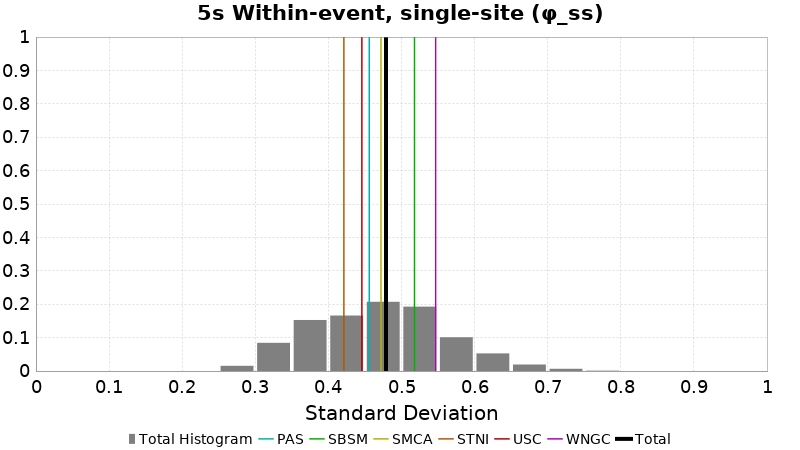 5s Within-event, single-site (φ_ss)
1
0.9
0.8
0.7
0.6
0.5
0.4
0.3
0.2
0.1
0
0 0.1 0.2 0.3 0.4 0.5 0.6 0.7 0.8 0.9 1
Standard Deviation
Total Histogram PAS SBSM SMCA STNI USC WNGC Total